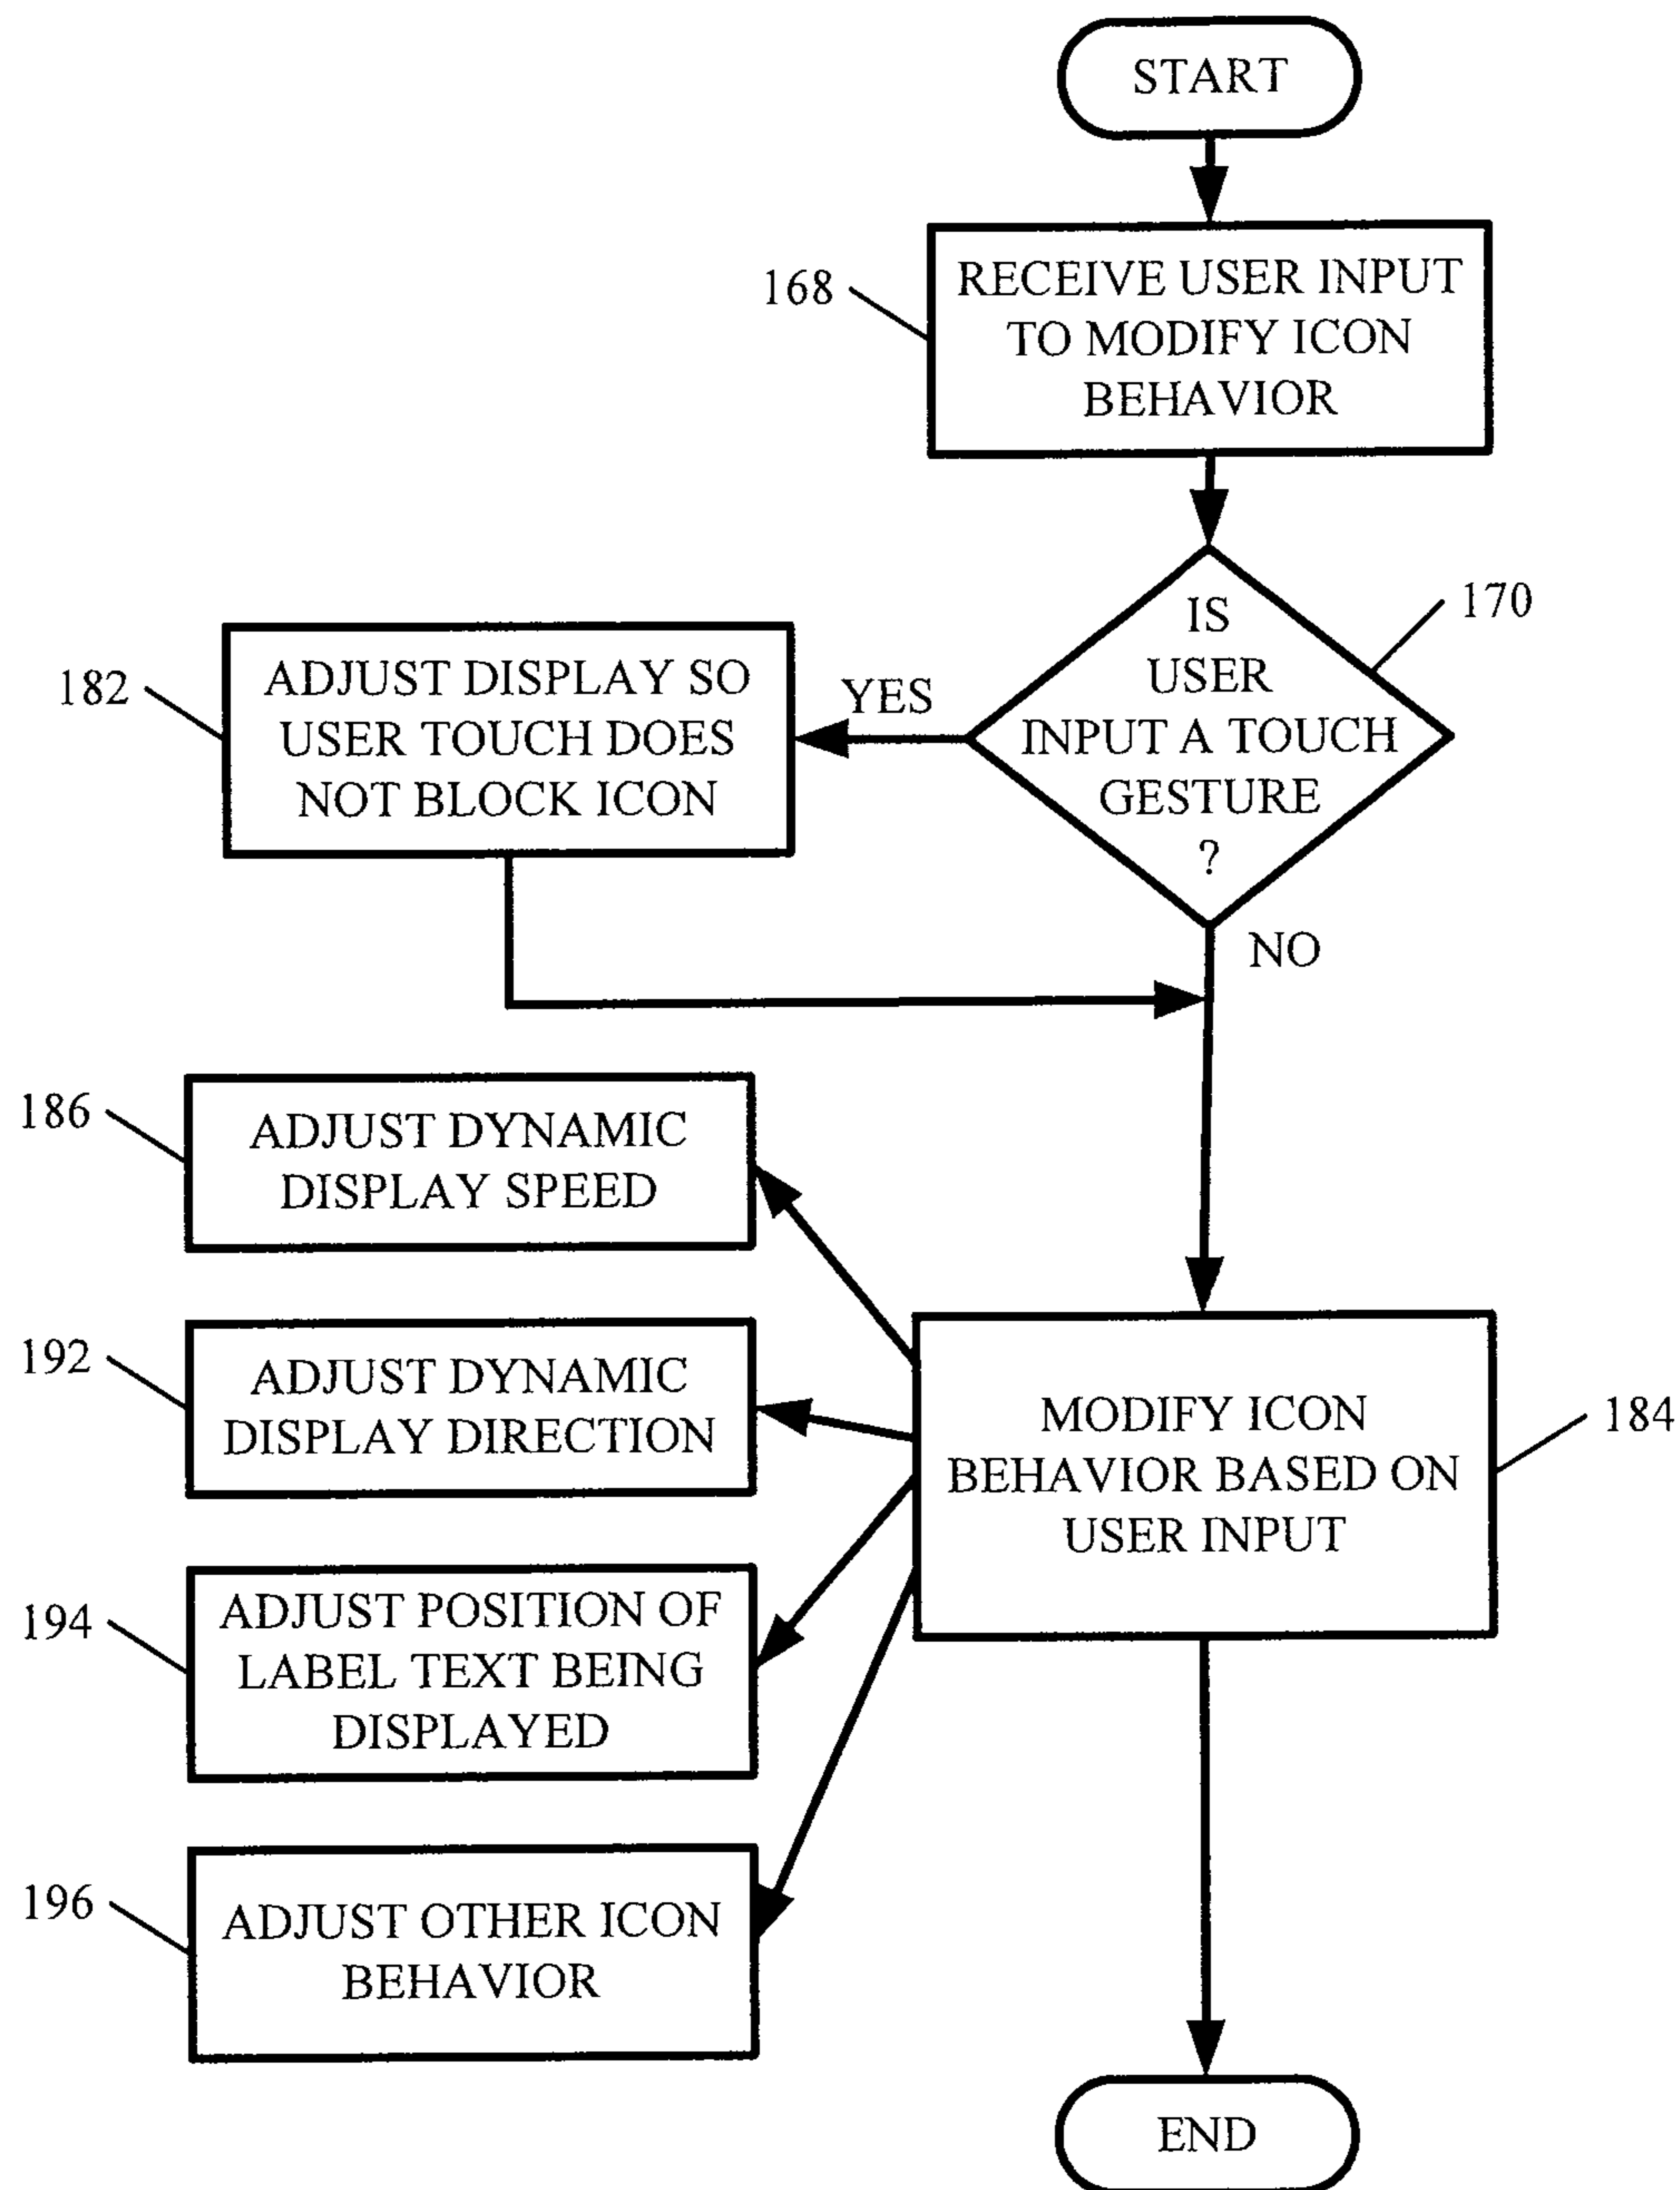 START
168
RECEIVE USER INPUT
TO MODIFY ICON
BEHAVIOR
170
IS
USER
INPUT A TOUCH
GESTURE
?
YES
182
ADJUST DISPLAY SO
USER TOUCH DOES
NOT BLOCK ICON
NO
186
ADJUST DYNAMIC
DISPLAY SPEED
192
ADJUST DYNAMIC
DISPLAY DIRECTION
184
MODIFY ICON
BEHAVIOR BASED ON
USER INPUT
194
ADJUST POSITION OF
LABEL TEXT BEING
DISPLAYED
196
ADJUST OTHER ICON
BEHAVIOR
END